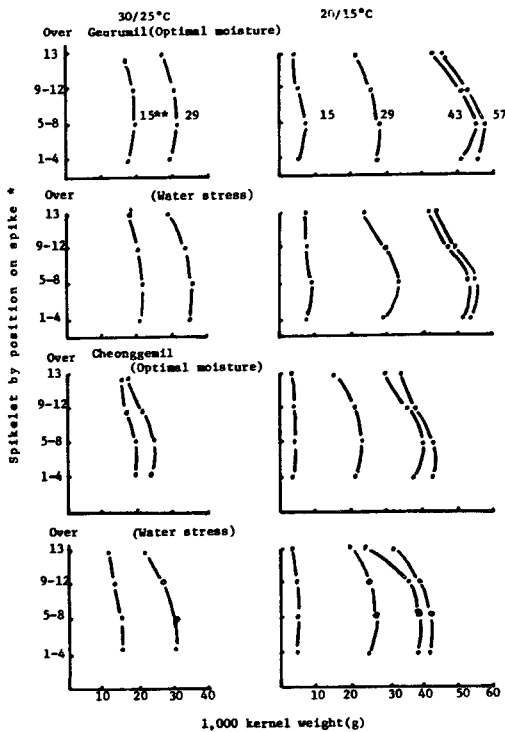 30/25°C 20/15°C
Over Geurumil(Optimal moisture)
13
9-12
15** 29 15 29 43 57
5-8
1-4
Over (Water stress)
13
9-12
5-8
1-4
Spikelet by position on spike *
Cheonggemil
Over (Optimal moisture)
13
9-12
5-8
1-4
Over (Water stress)
13
9-12
5-8
1-4
0 10 20 30 40 10 20 30 40 50 60
1,000 kernel weight(g)